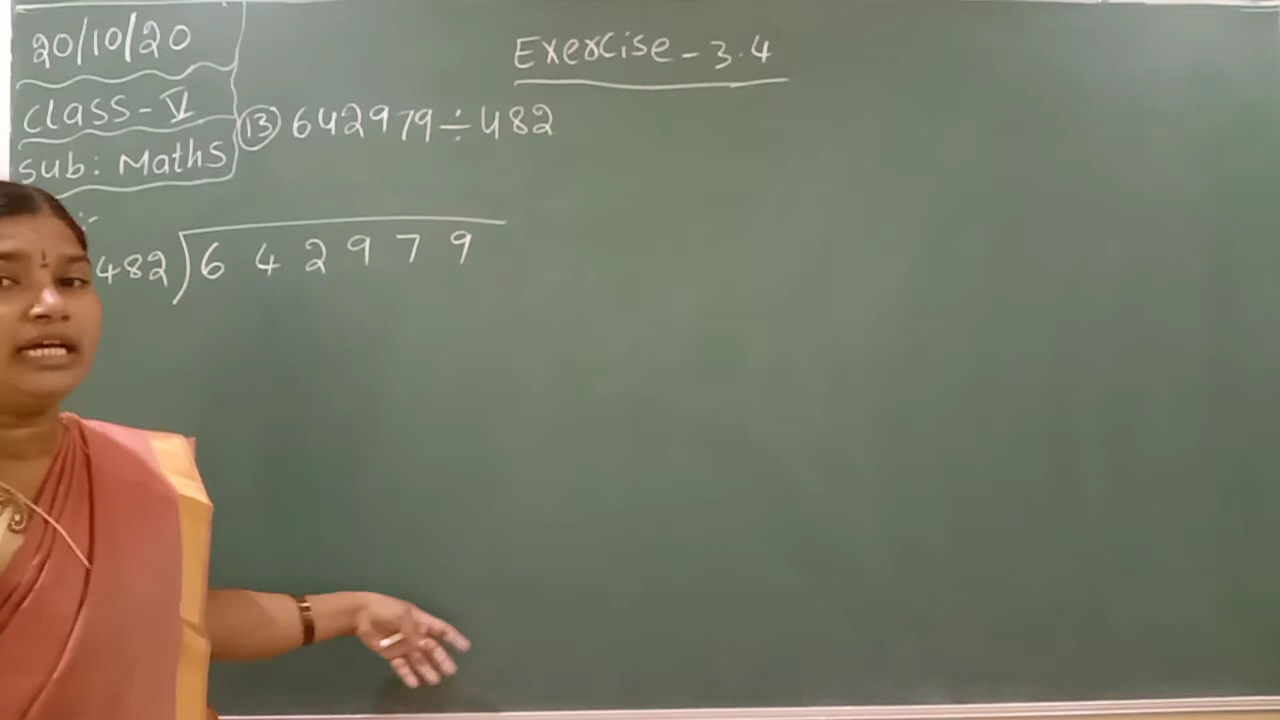 20/10/20
Class-V
Sub: Maths
Exercise-3.4
13 642979÷482
:-
482)6 4 2 9 7 9